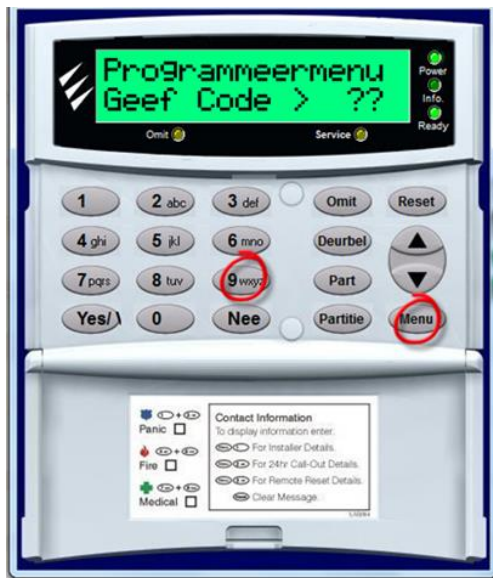 Programmeermenu
Geef Code > ??
Power
Info.
Ready
Omit
Service
1
2 abc
3 def
Omit
Reset
4 ghi
5 jkl
6 mno
Deurbel
7 pqrs
8 tuv
9 wxyz
Part
Yes/
0
Nee
Partitie
Menu
Panic
Fire
Medical
Contact Information
To display information enter:
For Installer Details.
For 24hr Call-Out Details.
For Remote Reset Details.
Clear Message.